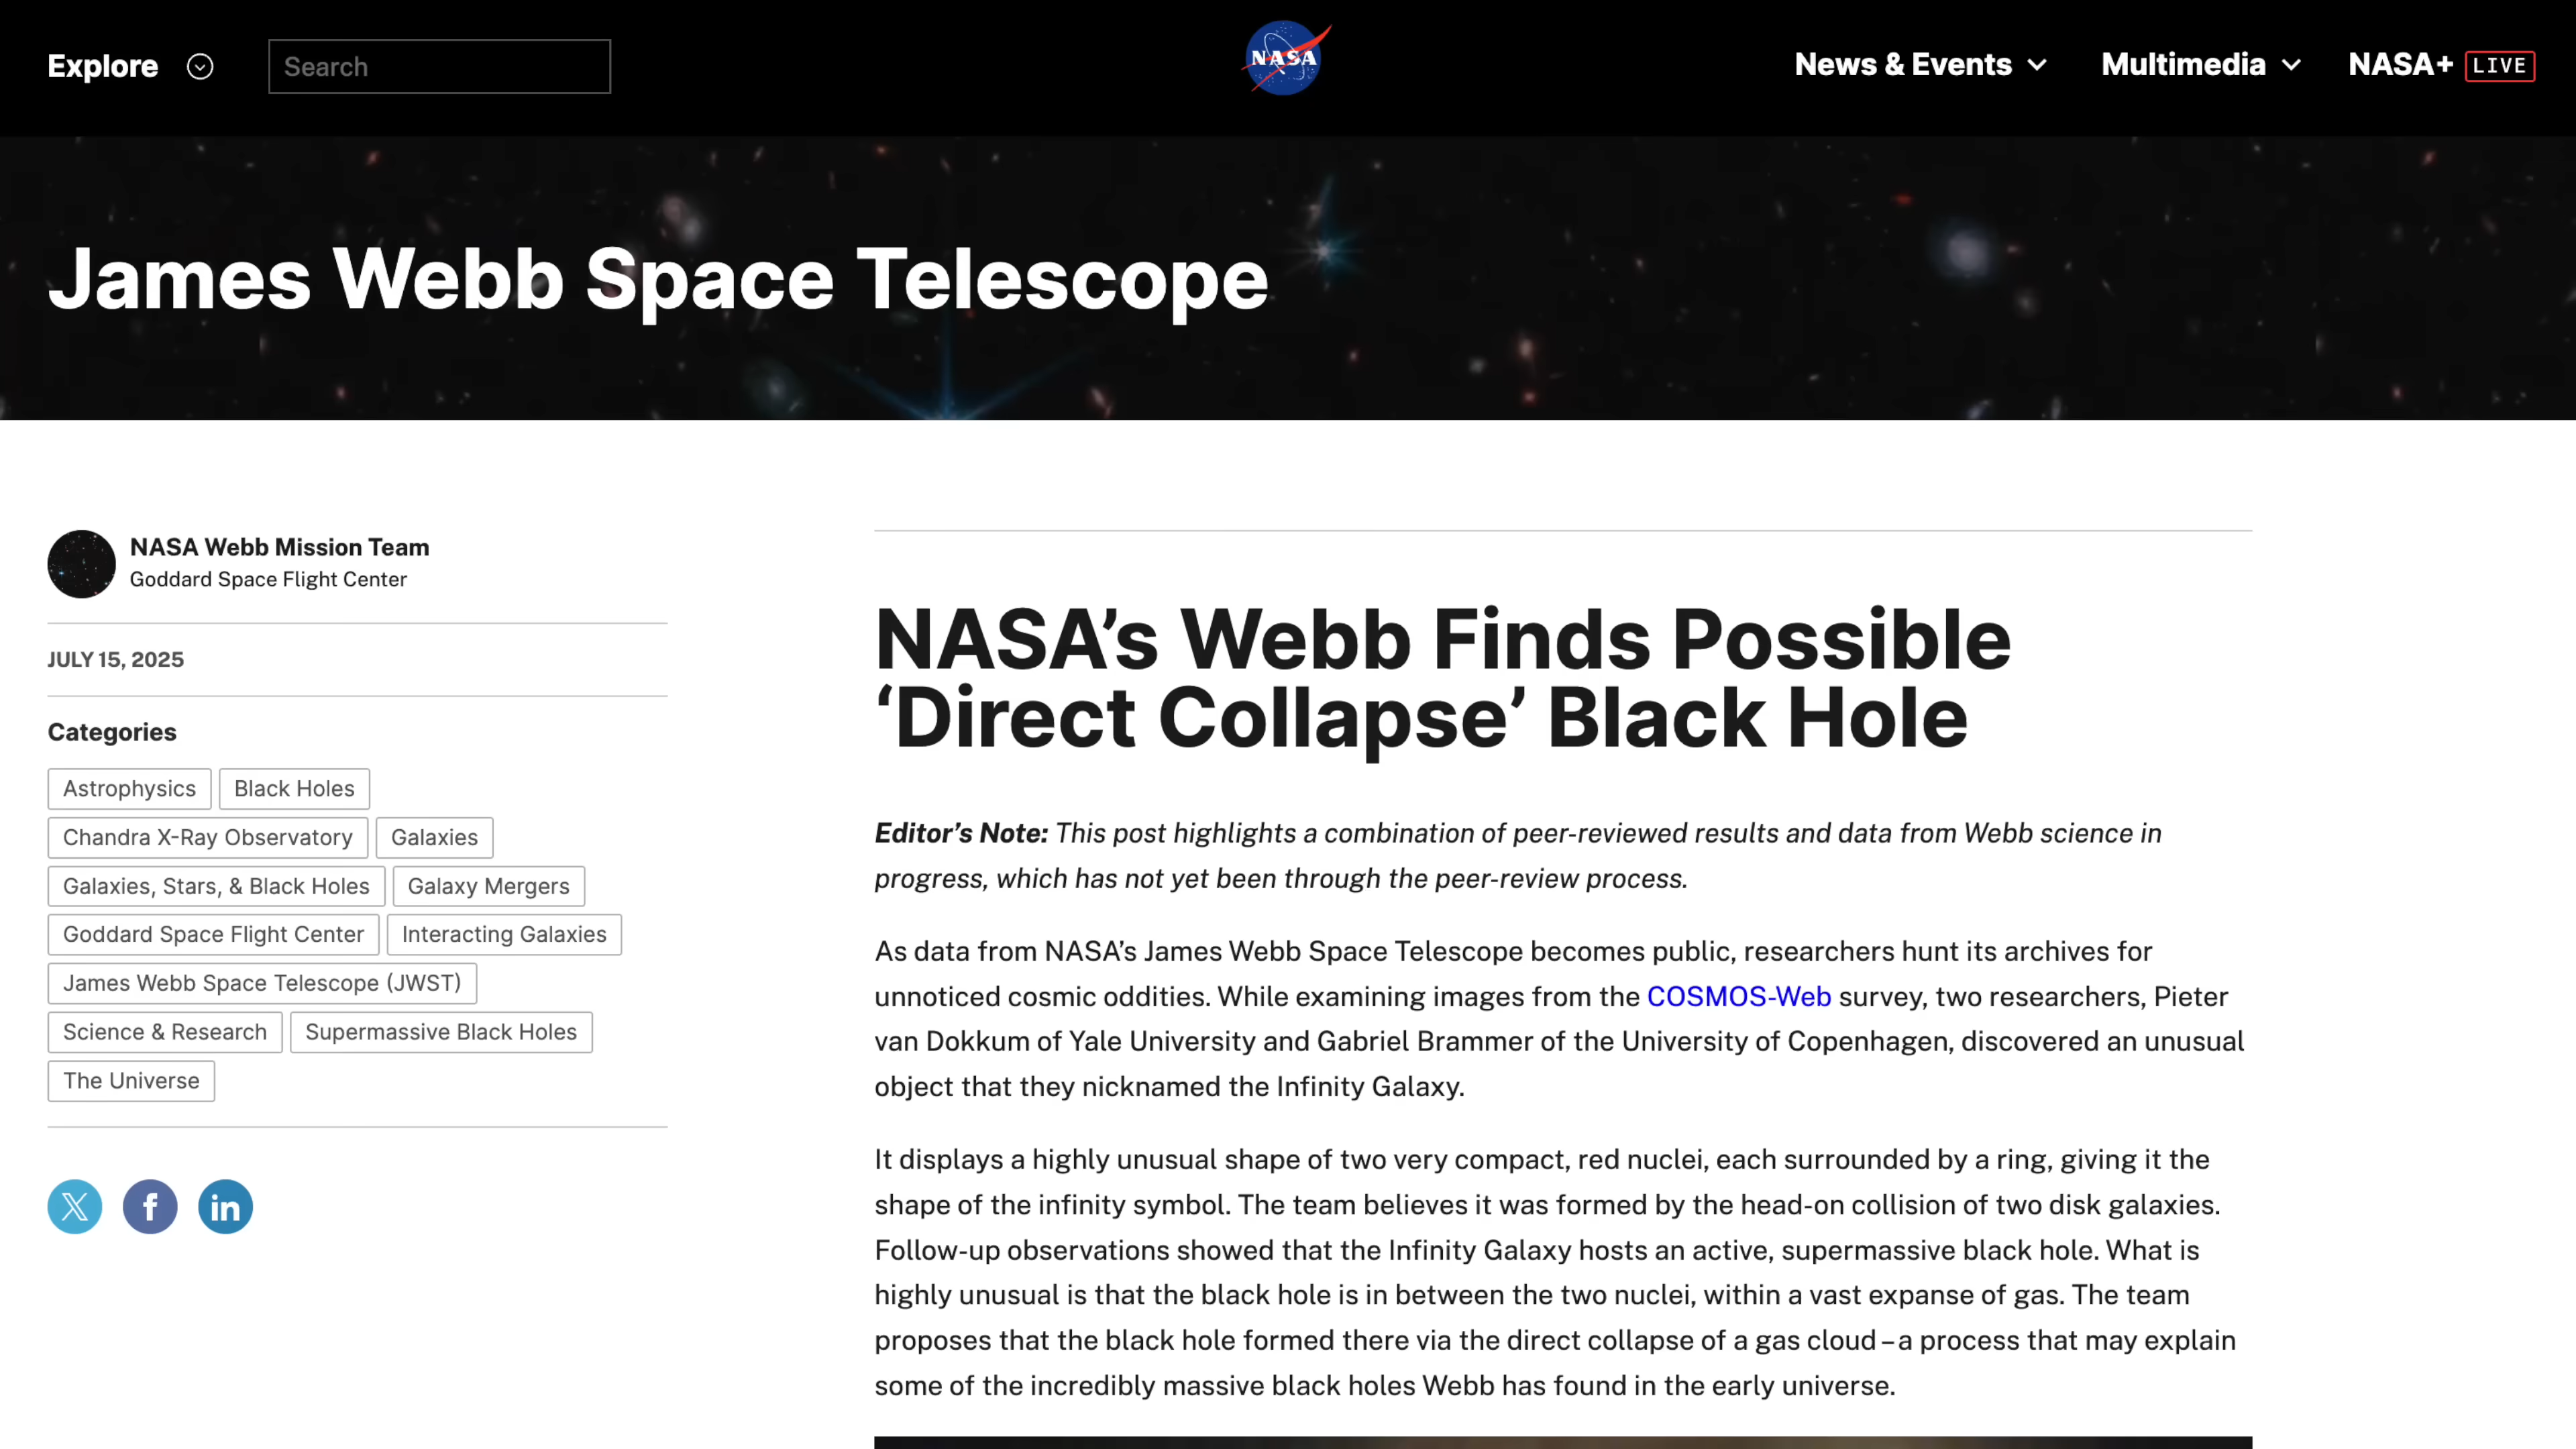 Explore
Search
NASA
News & Events
Multimedia
NASA+ LIVE
James Webb Space Telescope
NASA Webb Mission Team
Goddard Space Flight Center
JULY 15, 2025
Categories
Astrophysics
Black Holes
Chandra X-Ray Observatory
Galaxies
Galaxies, Stars, & Black Holes
Galaxy Mergers
Goddard Space Flight Center
Interacting Galaxies
James Webb Space Telescope (JWST)
Science & Research
Supermassive Black Holes
The Universe
X
f
in
NASA’s Webb Finds Possible
‘Direct Collapse’ Black Hole
Editor’s Note: This post highlights a combination of peer-reviewed results and data from Webb science in
progress, which has not yet been through the peer-review process.
As data from NASA’s James Webb Space Telescope becomes public, researchers hunt its archives for
unnoticed cosmic oddities. While examining images from the COSMOS-Web survey, two researchers, Pieter
van Dokkum of Yale University and Gabriel Brammer of the University of Copenhagen, discovered an unusual
object that they nicknamed the Infinity Galaxy.
It displays a highly unusual shape of two very compact, red nuclei, each surrounded by a ring, giving it the
shape of the infinity symbol. The team believes it was formed by the head-on collision of two disk galaxies.
Follow-up observations showed that the Infinity Galaxy hosts an active, supermassive black hole. What is
highly unusual is that the black hole is in between the two nuclei, within a vast expanse of gas. The team
proposes that the black hole formed there via the direct collapse of a gas cloud – a process that may explain
some of the incredibly massive black holes Webb has found in the early universe.